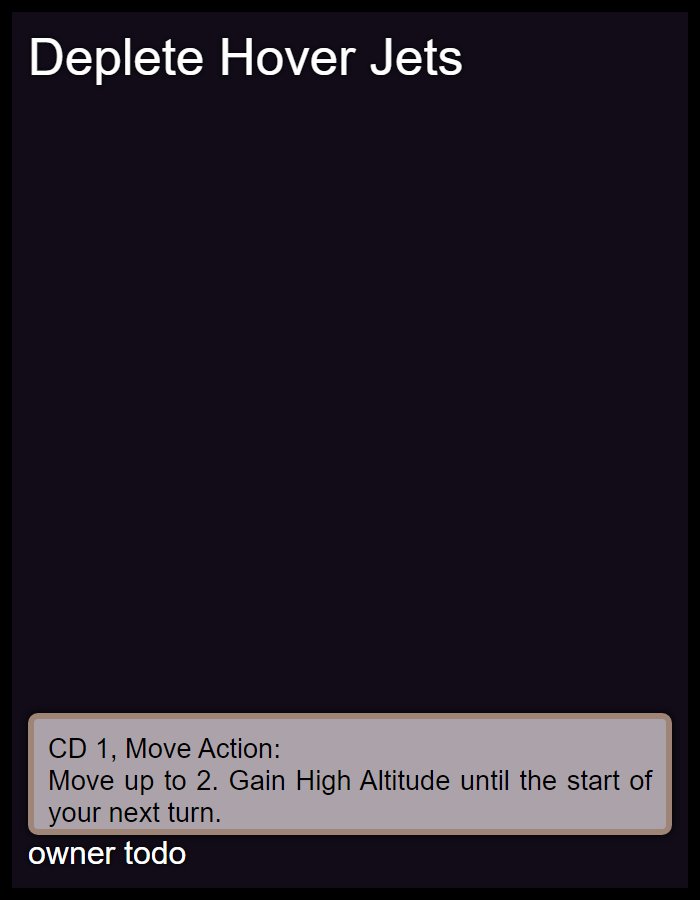 Deplete Hover Jets
CD 1, Move Action:
Move up to 2. Gain High Altitude until the start of
your next turn.
owner todo